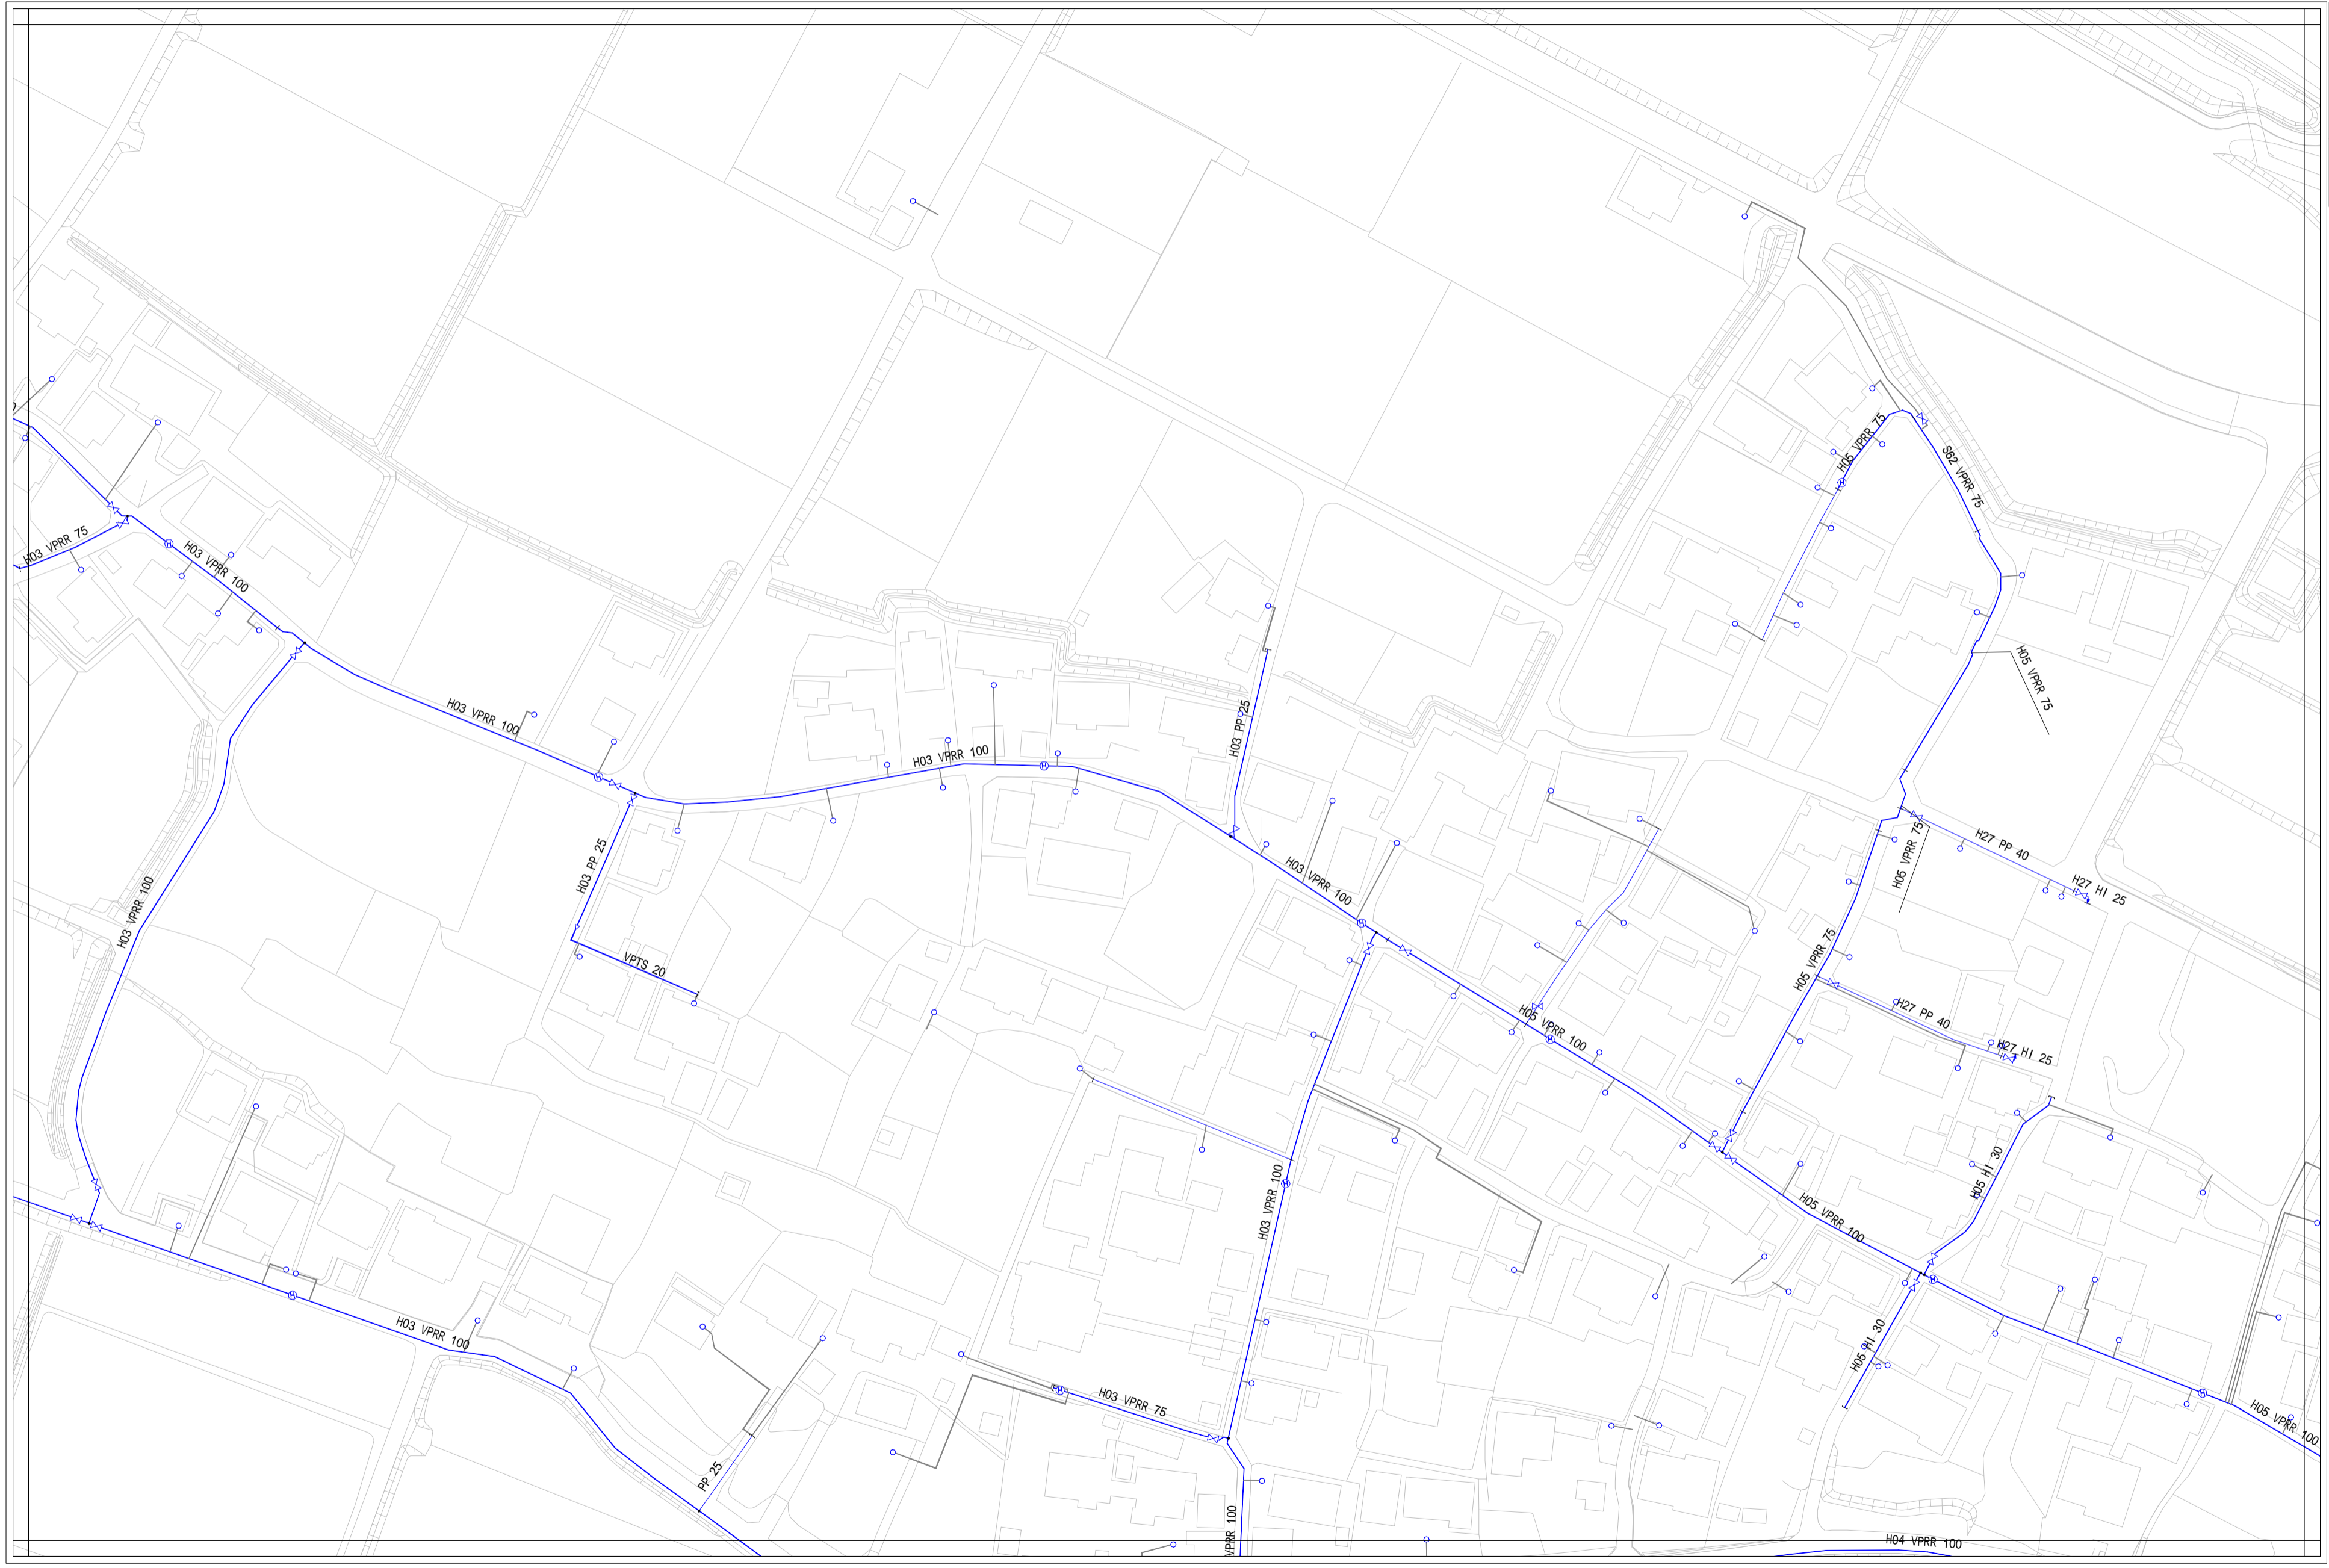 H05 VPRR 75
S62 VPRR 75
H03 VPRR 75
H03 VPRR 100
H05 VPRR 75
H03 VPRR 100
H03 PP 25
H03 VPRR 100
H05 VPRR 75
H27 PP 40
H03 PP 25
H03 VPRR 100
H27 HI 25
H03 VPRR 100
VPTS 20
H05 VPRR 75
H27 PP 40
H05 VPRR 100
H27 HI 25
H05 HI 30
H03 VPRR 100
H05 VPRR 100
H03 VPRR 100
H05 HI 30
H03 VPRR 75
H05 VPRR 100
PP 25
VPRR 100
H04 VPRR 100
H
H
H
H
H
H
H
H
H
H
H